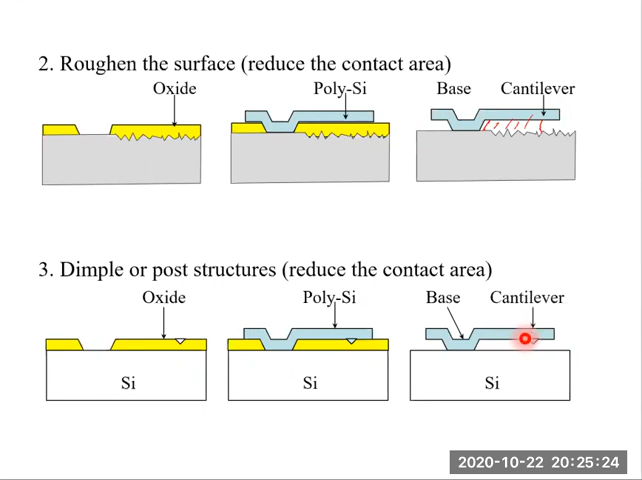 2. Roughen the surface (reduce the contact area)
Oxide
Poly-Si
Base
Cantilever
3. Dimple or post structures (reduce the contact area)
Oxide
Poly-Si
Base
Cantilever
Si
Si
Si
2020-10-22 20:25:24